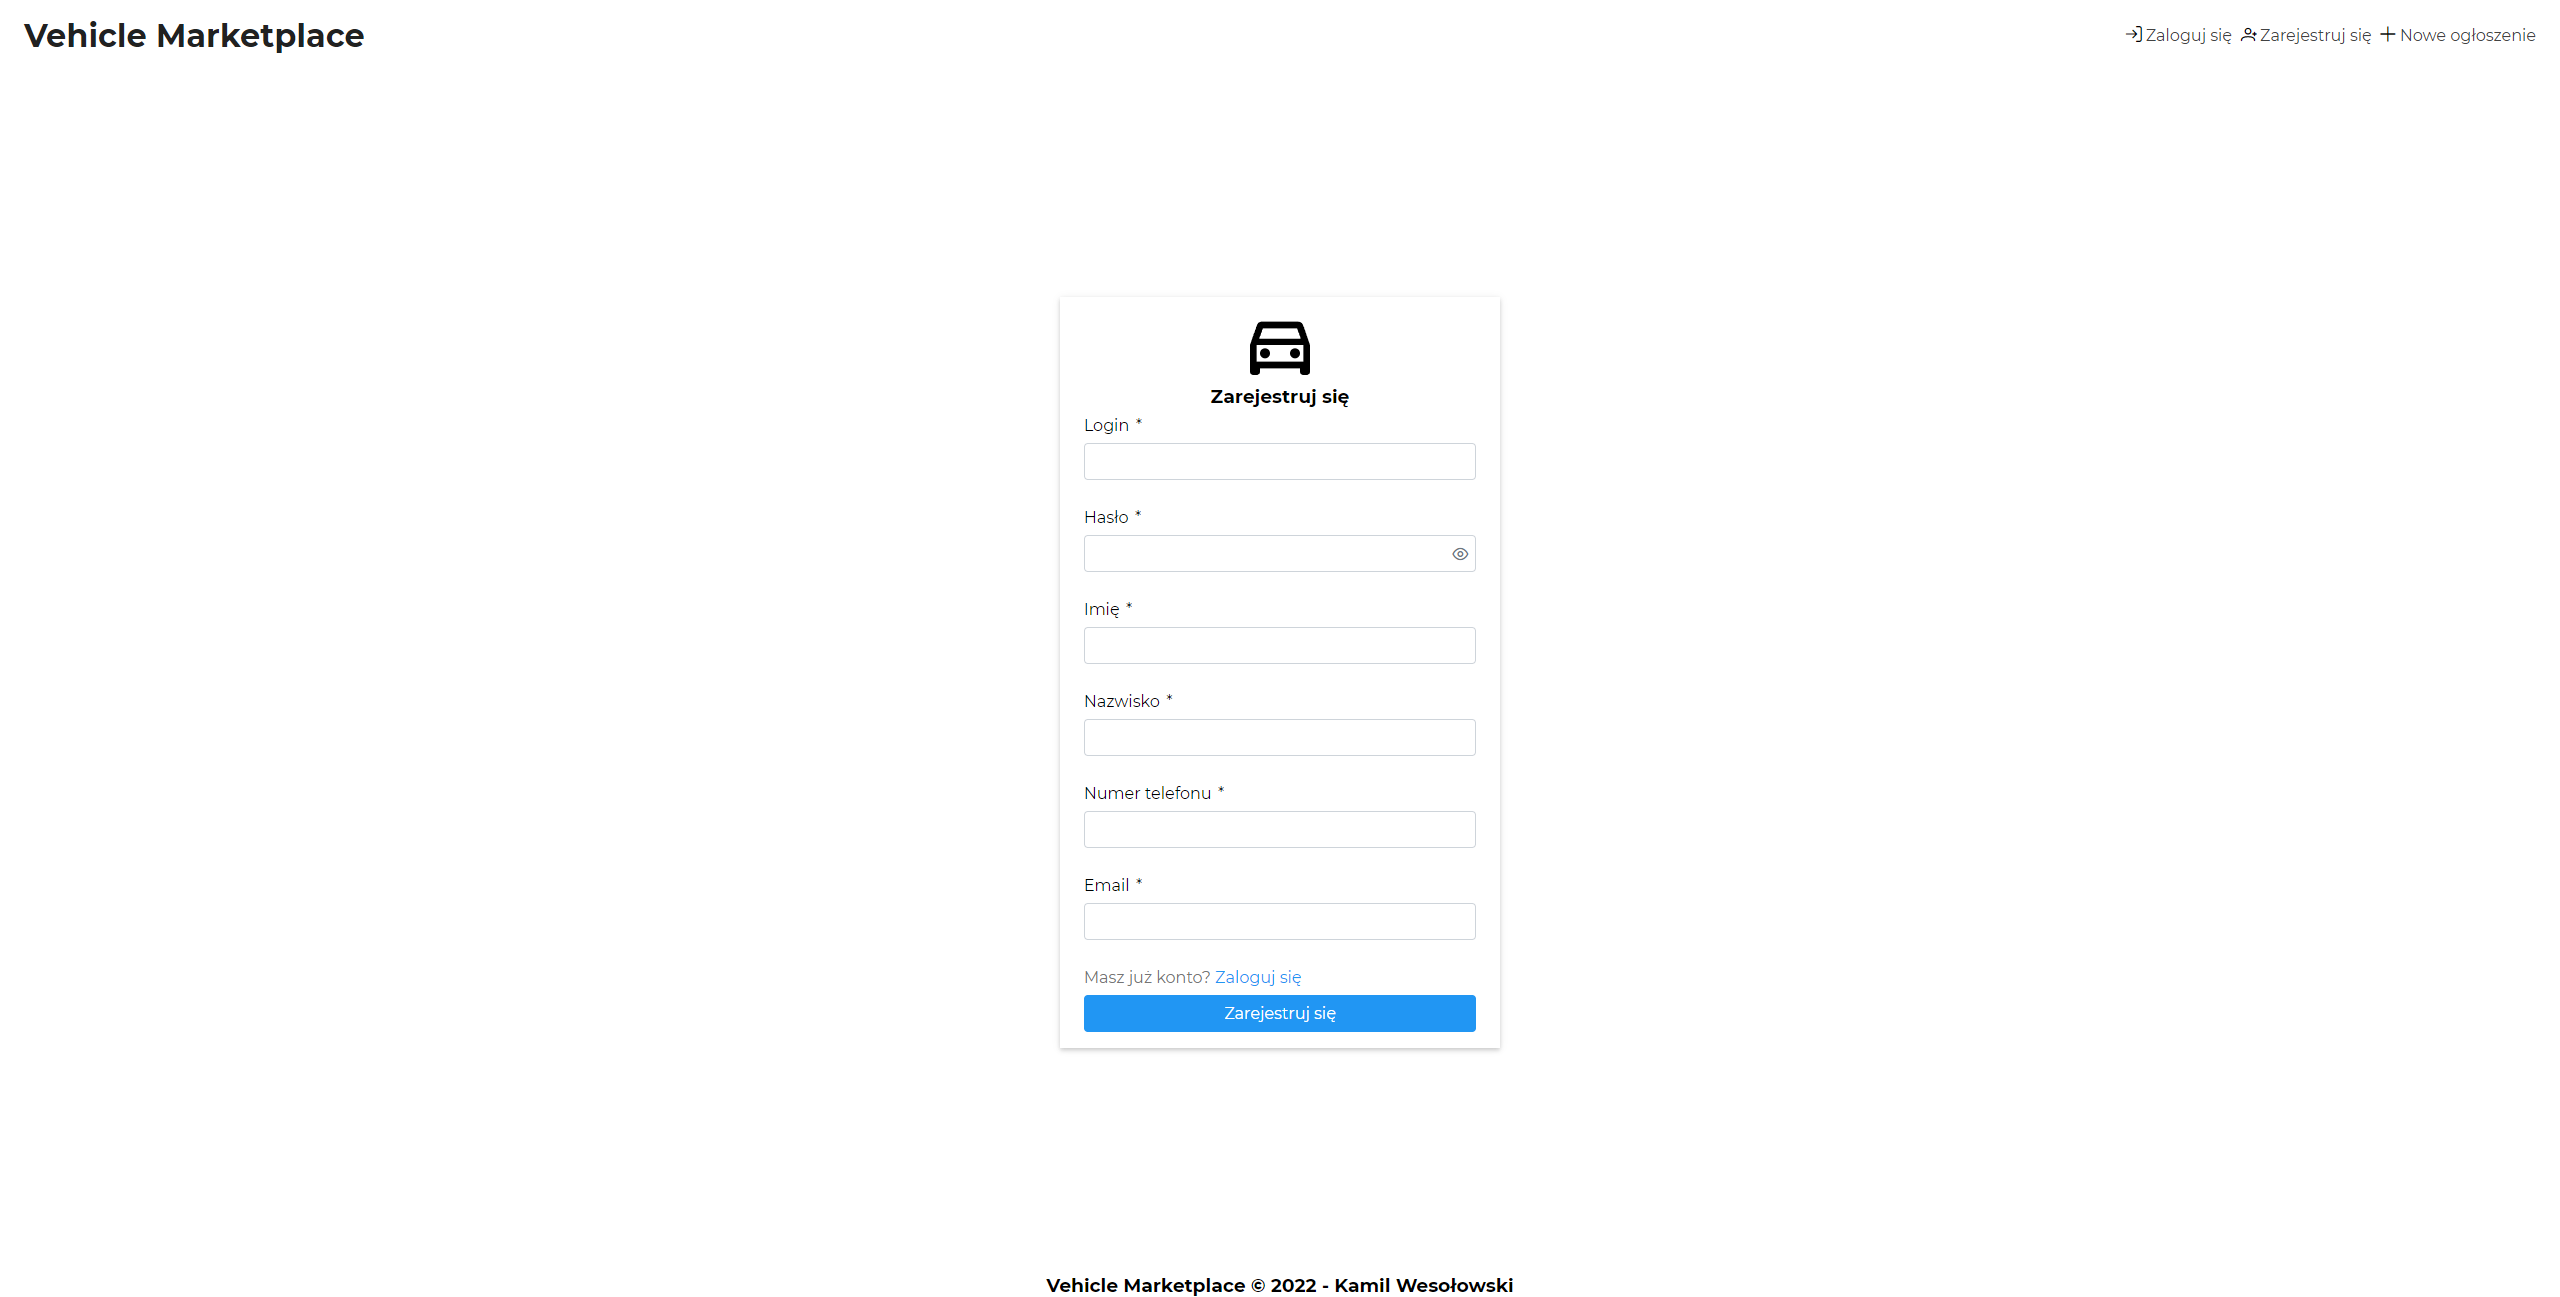 Vehicle Marketplace
Zaloguj się Zarejestruj się Nowe ogłoszenie
Zarejestruj się
Login *
Hasło *
Imię *
Nazwisko *
Numer telefonu *
Email *
Masz już konto? Zaloguj się
Zarejestruj się
Vehicle Marketplace © 2022 - Kamil Wesołowski